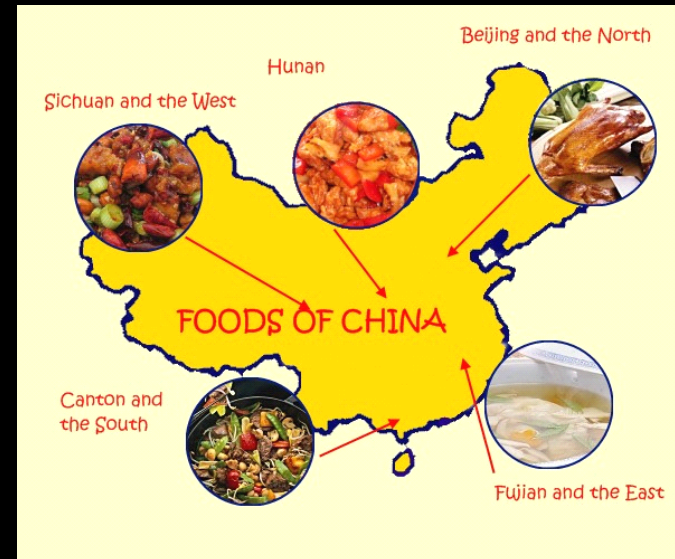 Beijing and the North
Hunan
Sichuan and the West
FOODS OF CHINA
Canton and
the South
Fujian and the East